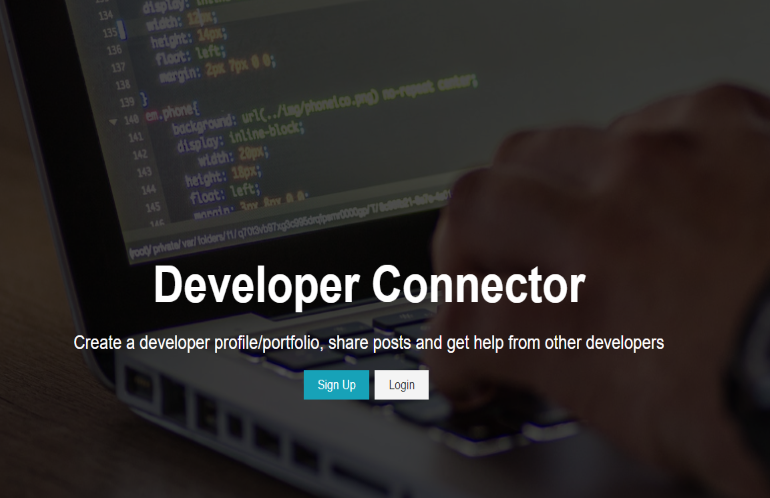 134
display:
135
width: 12px;
136
height: 14px;
137
float: left;
138
margin: 2px 7px 0 0;
139 }
140 em.phone{
141 background: url(../img/phoneico.png) no-repeat center;
142 display: inline-block;
143 width: 20px;
144 height: 18px;
145 float: left;
146 margin: 3px 8px 0 0;
Developer Connector
Create a developer profile/portfolio, share posts and get help from other developers
Sign Up Login